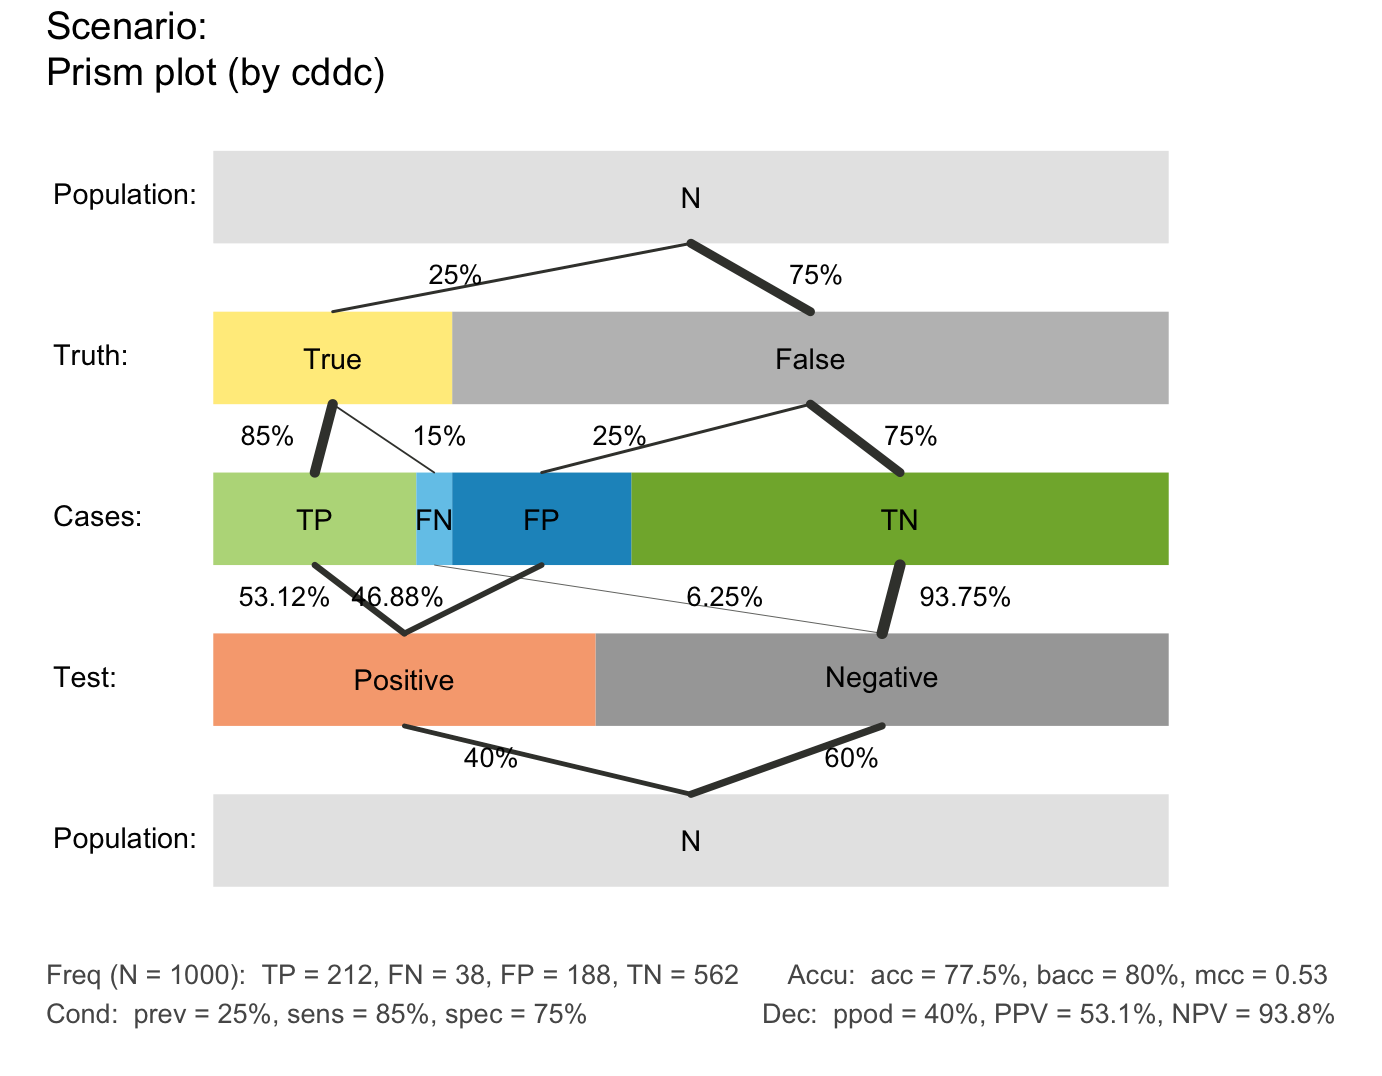 Scenario:
Prism plot (by cddc)
Population:
N
25%
75%
Truth:
True
False
85%
15%
25%
75%
Cases:
TP
FN
FP
TN
53.12%
46.88%
6.25%
93.75%
Test:
Positive
Negative
40%
60%
Population:
N
Freq (N = 1000):  TP = 212, FN = 38, FP = 188, TN = 562
Accu:  acc = 77.5%, bacc = 80%, mcc = 0.53
Cond:  prev = 25%, sens = 85%, spec = 75%
Dec:  ppod = 40%, PPV = 53.1%, NPV = 93.8%